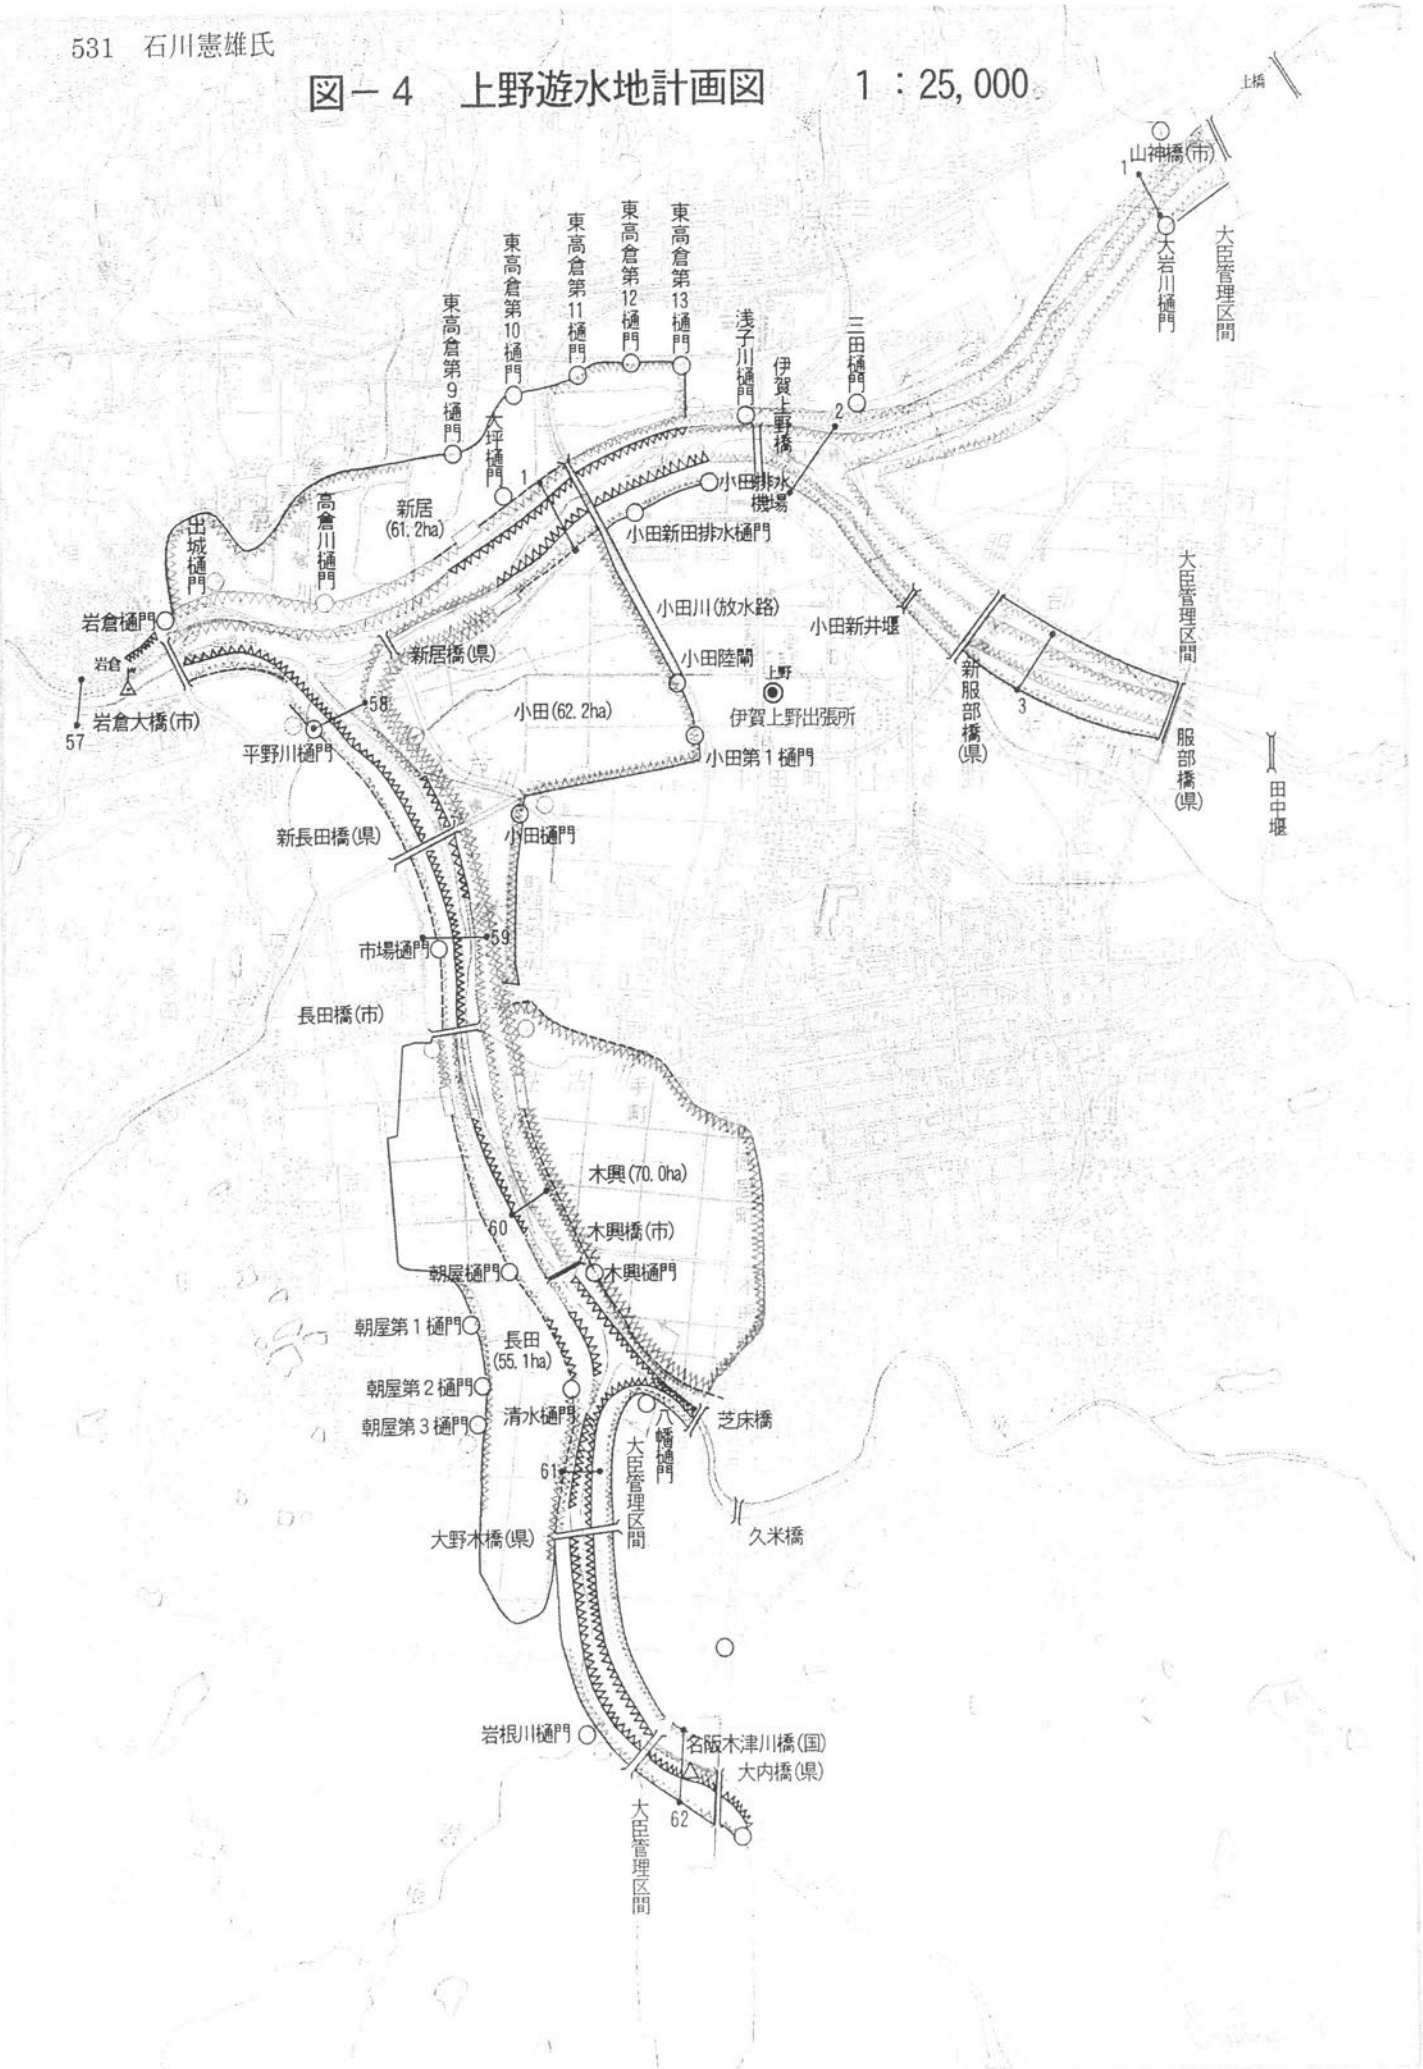 531 石川憲雄氏
図－4 上野遊水地計画図 1：25,000
土橋
山神橋(市)
1
大岩川樋門
大臣管理区間
東高倉第13樋門
東高倉第12樋門
東高倉第11樋門
東高倉第10樋門
東高倉第9樋門
浅子川樋門
伊賀上野橋
三田樋門
2
大坪樋門
1
新居
(61.2ha)
小田排水
機場
小田新田排水樋門
高倉川樋門
出城樋門
岩倉樋門
岩倉
岩倉大橋(市)
57
新居橋(県)
小田川(放水路)
小田陸閘
小田新井堰
上野
伊賀上野出張所
新服部橋(県)
3
大臣管理区間
服部橋(県)
田中堰
58
平野川樋門
小田(62.2ha)
小田第1樋門
新長田橋(県)
小田樋門
59
市場樋門
長田橋(市)
木興(70.0ha)
60
木興橋(市)
朝屋樋門
木興樋門
朝屋第1樋門
長田
(55.1ha)
朝屋第2樋門
清水樋門
朝屋第3樋門
八幡樋門
芝床橋
61
大臣管理区間
大野木橋(県)
久米橋
岩根川樋門
名阪木津川橋(国)
大内橋(県)
62
大臣管理区間